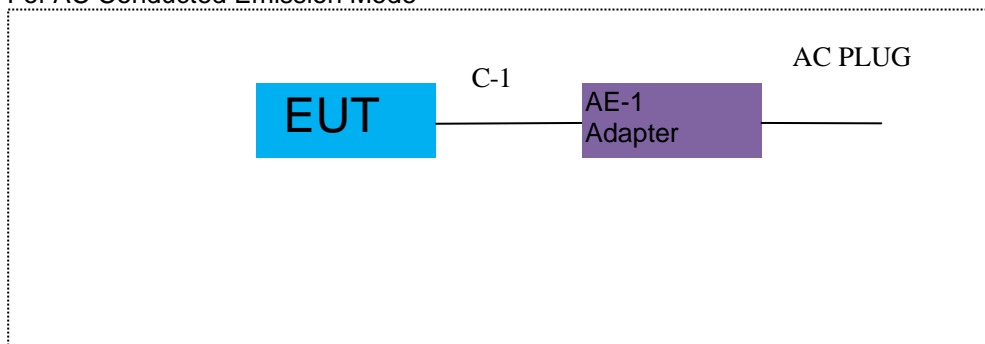 For AC Conducted Emission Mode
AC PLUG
C-1
EUT
AE-1
Adapter